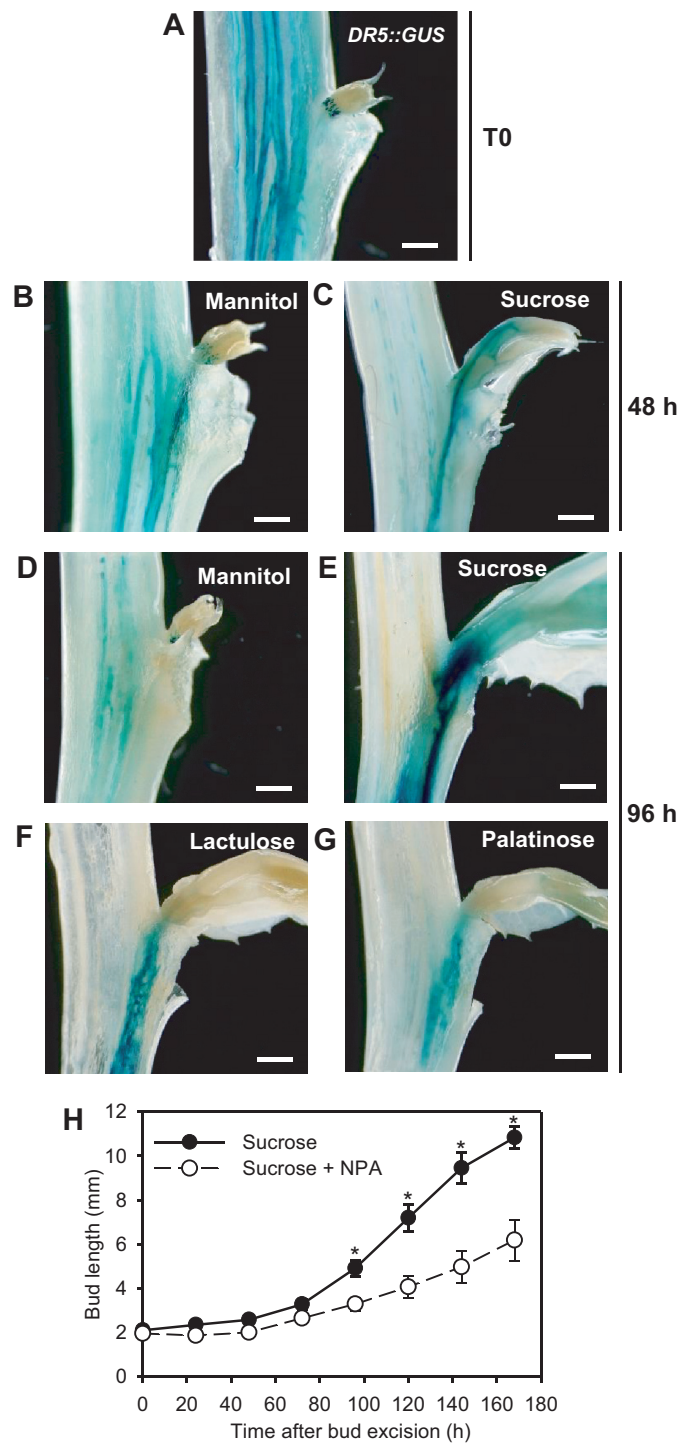 A
DR5::GUS
T0
B
Mannitol
C
Sucrose
48 h
D
Mannitol
E
Sucrose
96 h
F
Lactulose
G
Palatinose
H
12
10
8
6
4
2
0
Bud length (mm)
Sucrose
Sucrose + NPA
*
*
*
*
0 20 40 60 80 100 120 140 160 180
Time after bud excision (h)